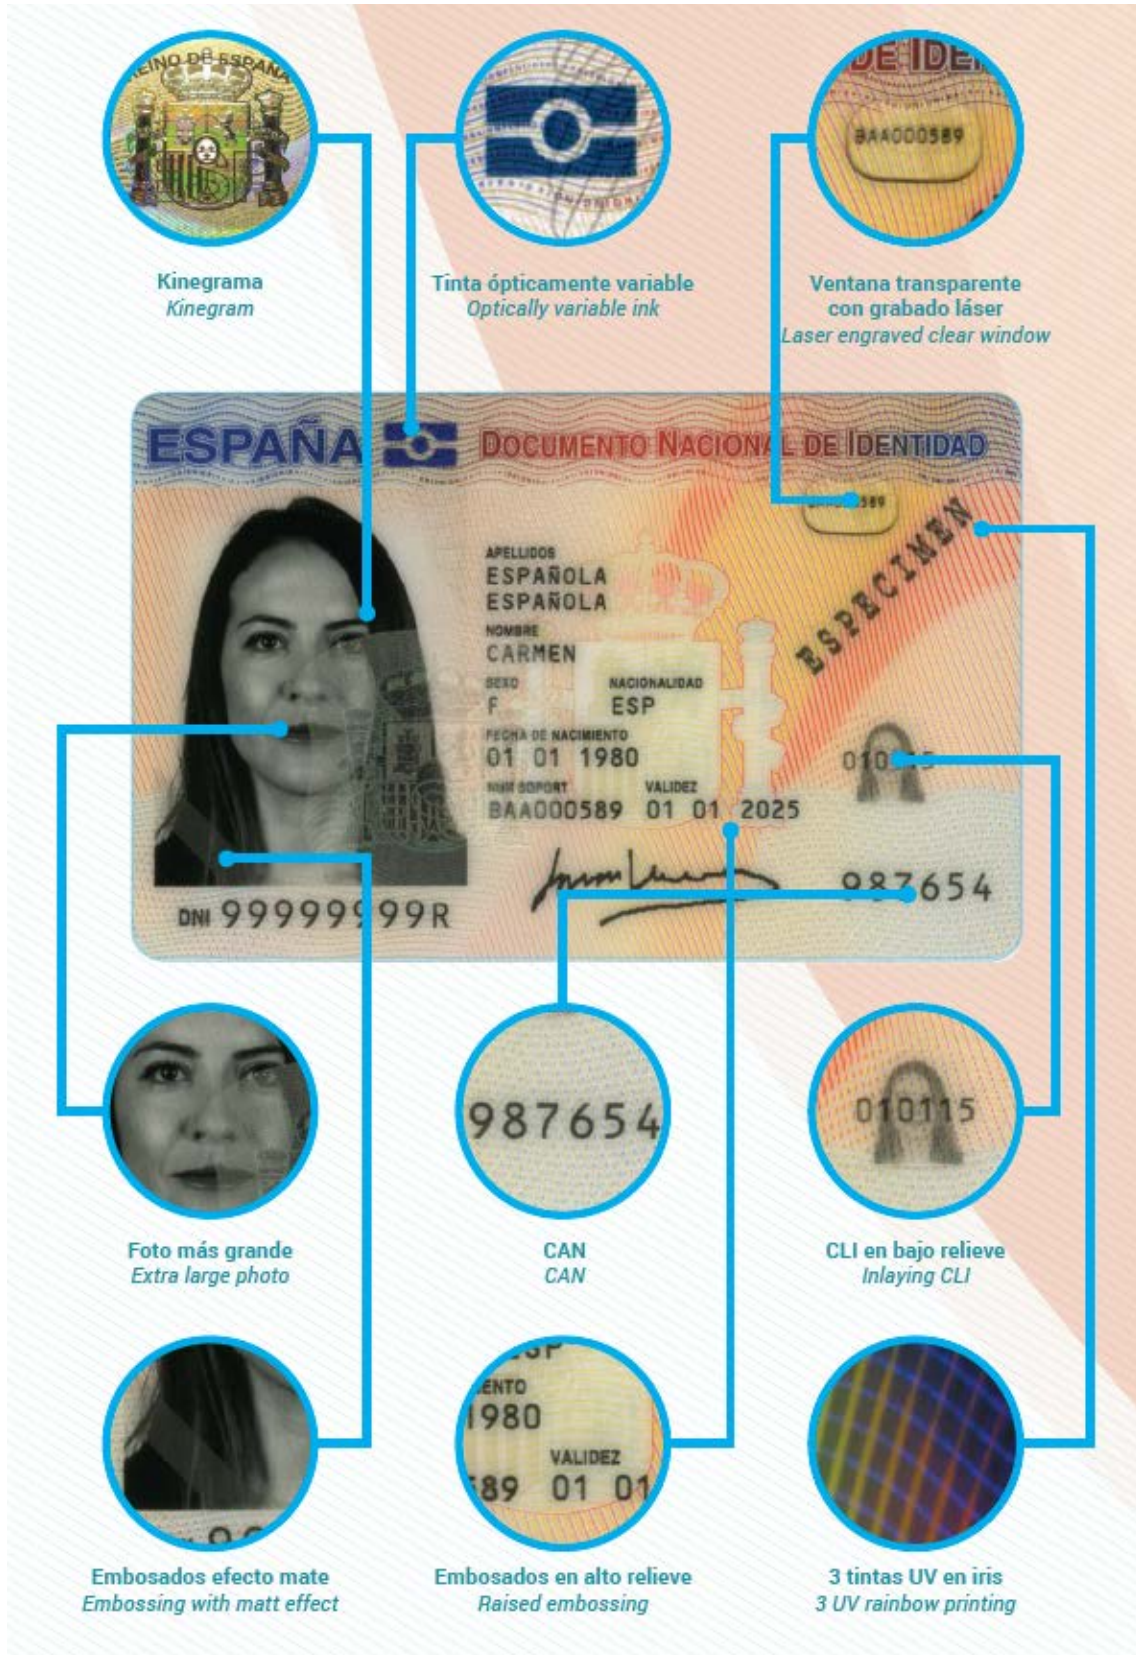 REINO DE ESPAÑA
DE IDEN
BAA000589
Kinegrama
Kinegram
Tinta ópticamente variable
Optically variable ink
Ventana transparente
con grabado láser
Laser engraved clear window
ESPAÑA DOCUMENTO NACIONAL DE IDENTIDAD
BAA000589
ESPECIMEN
APELLIDOS
ESPAÑOLA
ESPAÑOLA
NOMBRE
CARMEN
SEXO NACIONALIDAD
F ESP
FECHA DE NACIMIENTO
01 01 1980
010115
NUM SOPORT VALIDEZ
BAA000589 01 01 2025
987654
DNI 99999999R
987654
010115
Foto más grande
Extra large photo
CAN
CAN
CLI en bajo relieve
Inlaying CLI
ESP
IENTO
1980
VALIDEZ
589 01 01
Embosados efecto mate
Embossing with matt effect
Embosados en alto relieve
Raised embossing
3 tintas UV en iris
3 UV rainbow printing